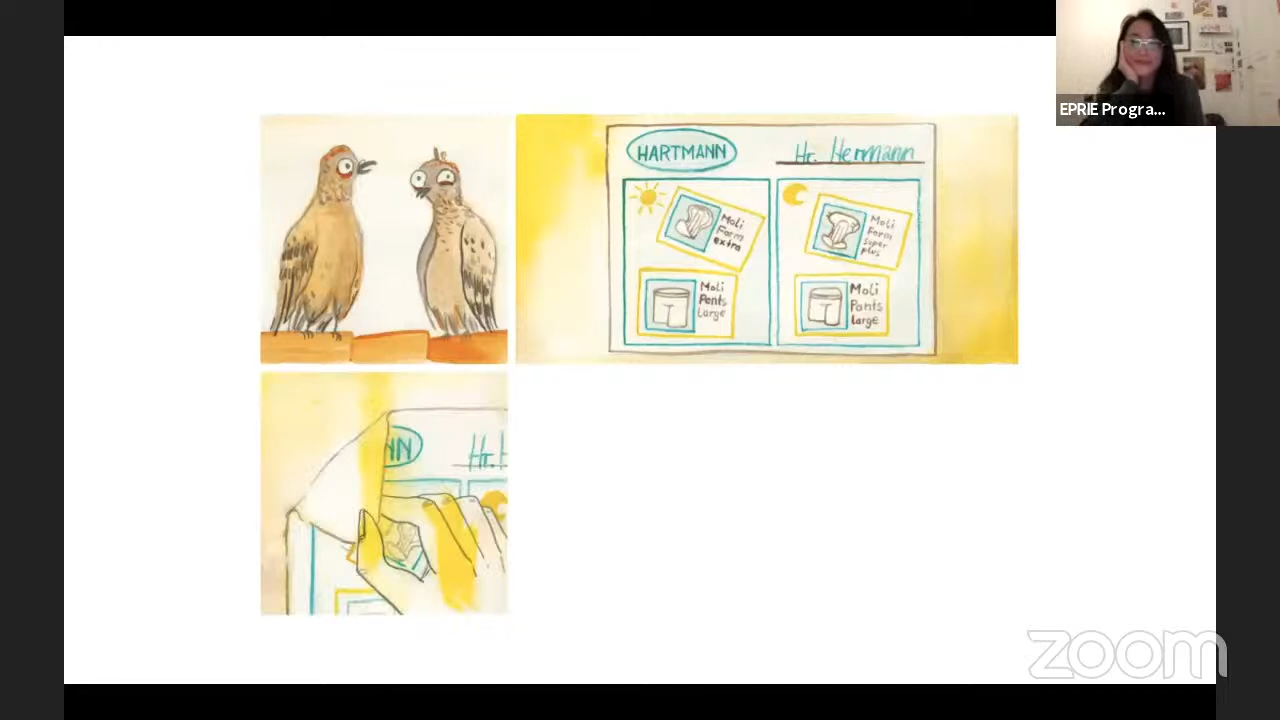 EPRIE Progra...
HARTMANN
Hr. Hermann
Moli
Form
extra
Moli
Form
super
plus
Moli
Pants
large
Moli
Pants
large
NN
Hr. H
zoom